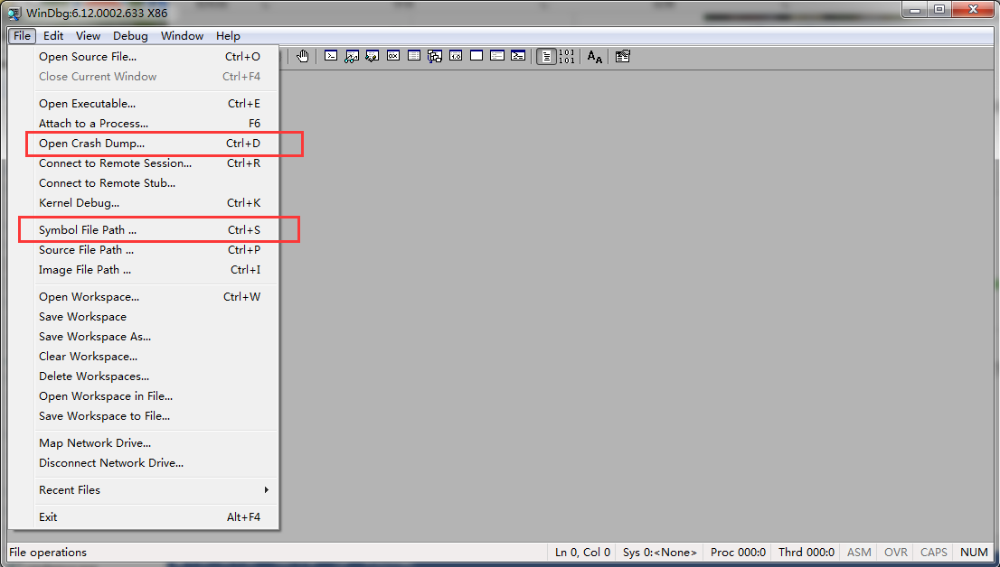 WinDbg:6.12.0002.633 X86
File Edit View Debug Window Help
Open Source File... Ctrl+O
Close Current Window Ctrl+F4
Open Executable... Ctrl+E
Attach to a Process... F6
Open Crash Dump... Ctrl+D
Connect to Remote Session... Ctrl+R
Connect to Remote Stub...
Kernel Debug... Ctrl+K
Symbol File Path ... Ctrl+S
Source File Path ... Ctrl+P
Image File Path ... Ctrl+I
Open Workspace... Ctrl+W
Save Workspace
Save Workspace As...
Clear Workspace...
Delete Workspaces...
Open Workspace in File...
Save Workspace to File...
Map Network Drive...
Disconnect Network Drive...
Recent Files
Exit Alt+F4
File operations Ln 0, Col 0 Sys 0:<None> Proc 000:0 Thrd 000:0 ASM OVR CAPS NUM